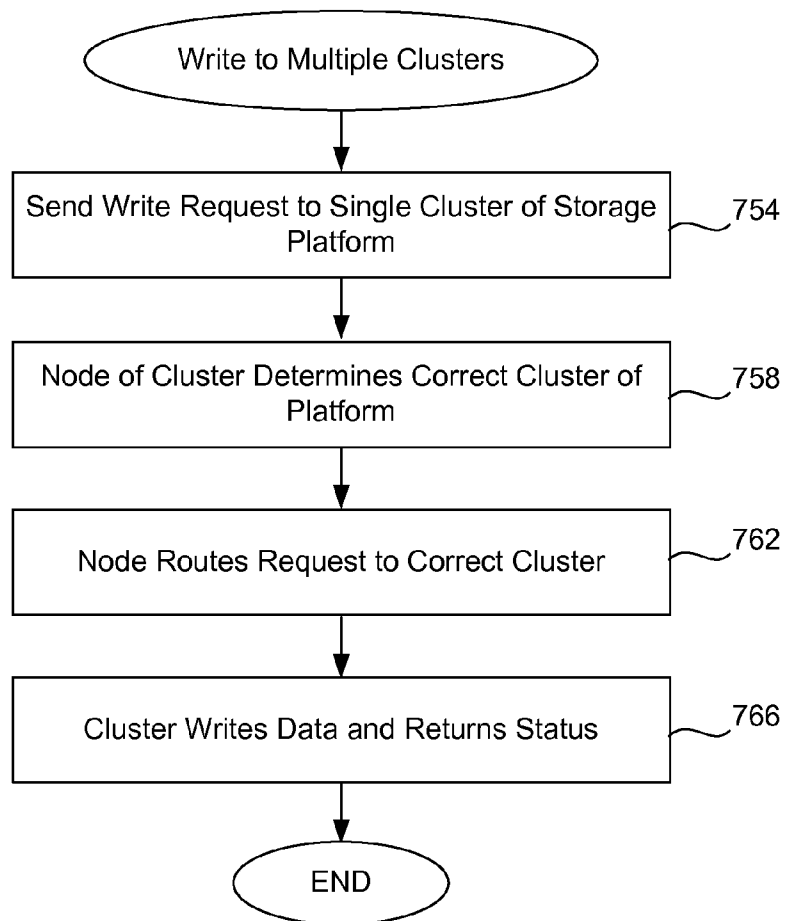 Write to Multiple Clusters
Send Write Request to Single Cluster of Storage
Platform
754
Node of Cluster Determines Correct Cluster of
Platform
758
Node Routes Request to Correct Cluster
762
Cluster Writes Data and Returns Status
766
END